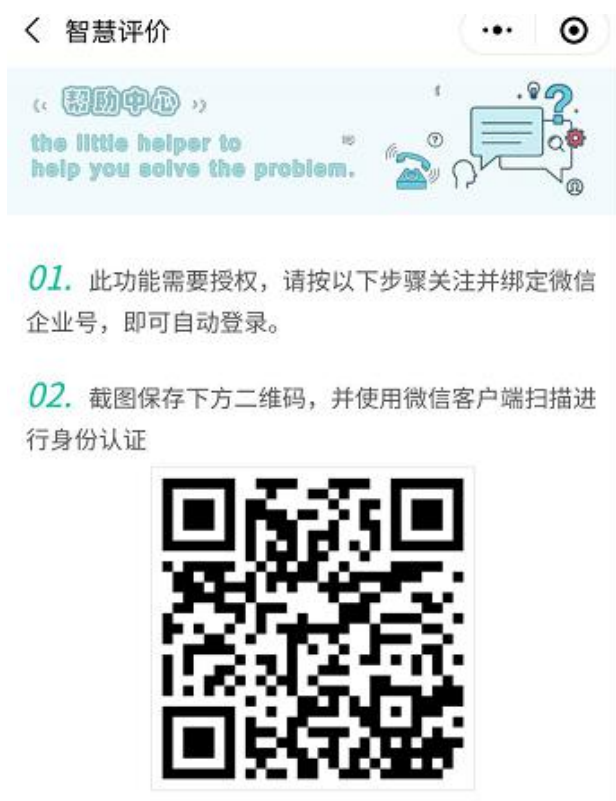 智慧评价
帮助中心
the little helper to
help you solve the problem.
01. 此功能需要授权，请按以下步骤关注并绑定微信
企业号，即可自动登录。
02. 截图保存下方二维码，并使用微信客户端扫描进
行身份认证